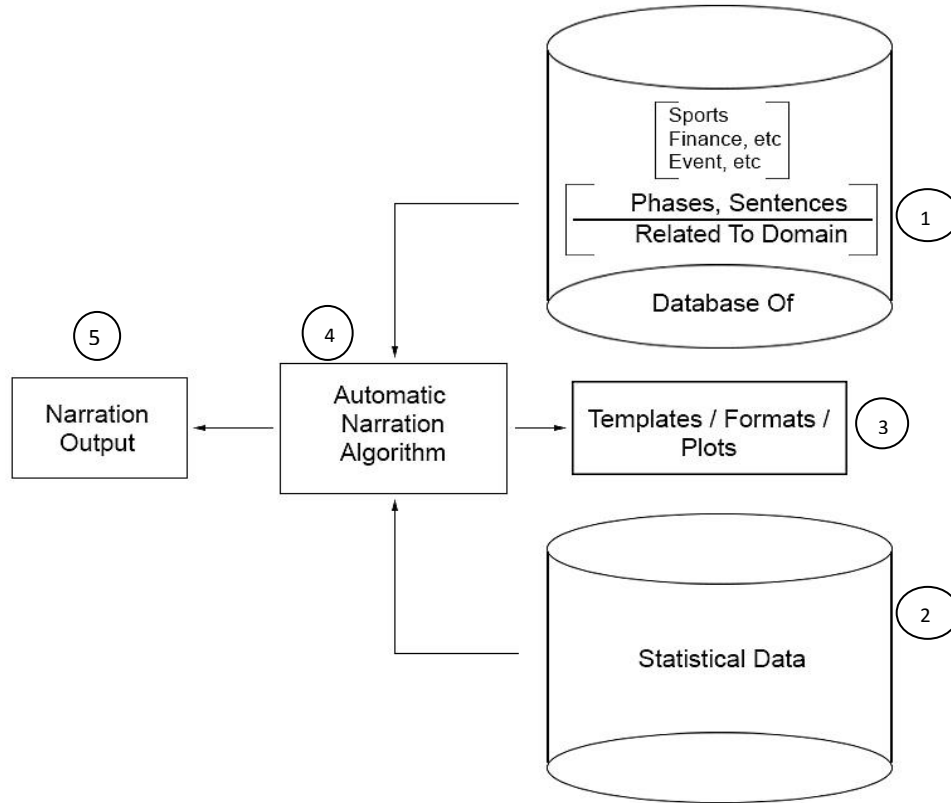 Sports
Finance, etc
Event, etc
Phases, Sentences
Related To Domain
1
Database Of
5
4
Narration
Output
Automatic
Narration
Algorithm
Templates / Formats /
Plots
3
2
Statistical Data